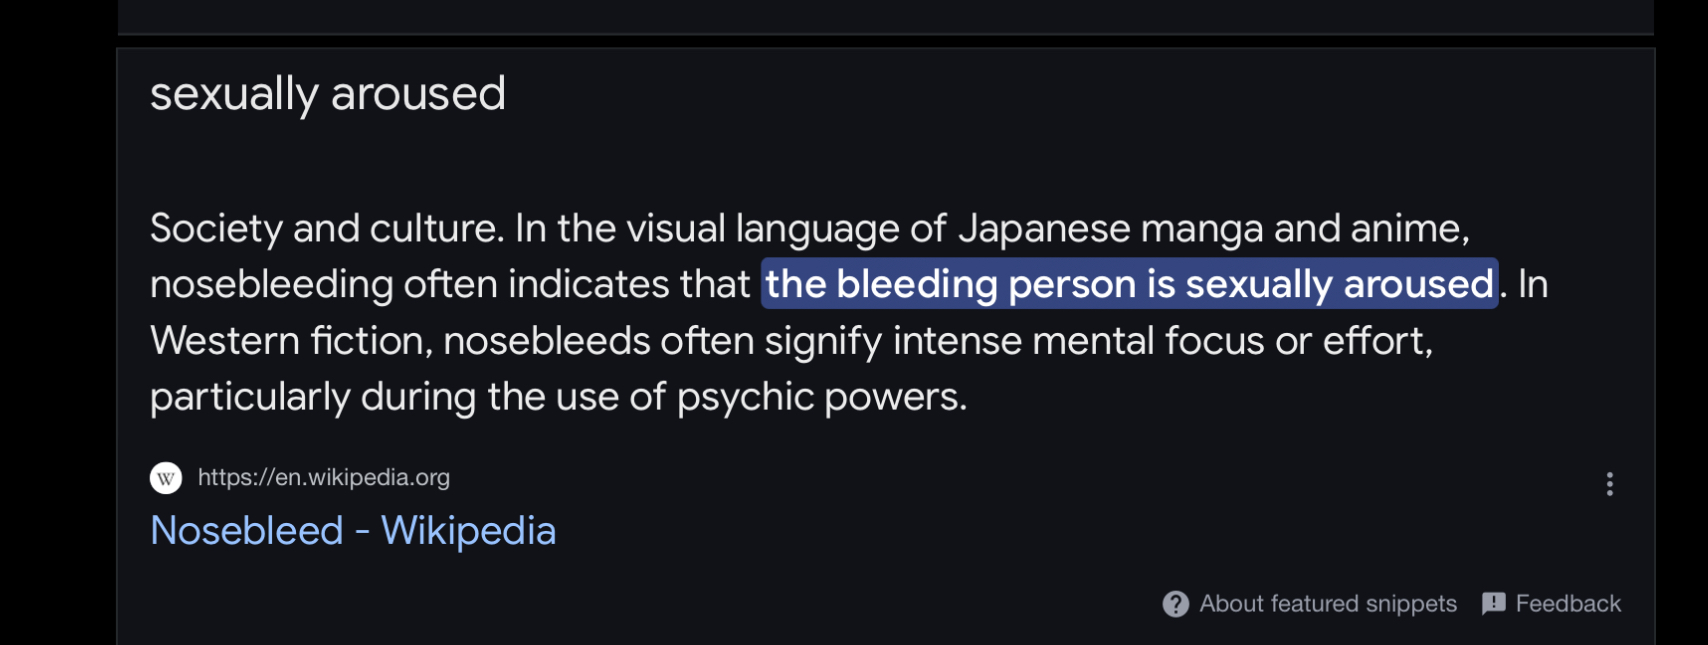 sexually aroused
Society and culture. In the visual language of Japanese manga and anime,
nosebleeding often indicates that the bleeding person is sexually aroused. In
Western fiction, nosebleeds often signify intense mental focus or effort,
particularly during the use of psychic powers.
W https://en.wikipedia.org
Nosebleed - Wikipedia
About featured snippets Feedback